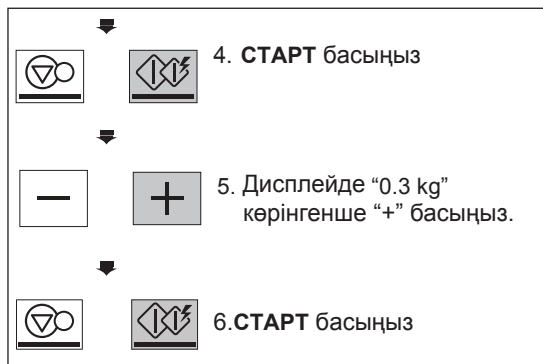 4. СТАРТ басыңыз
5. Дисплейде “0.3 kg”
көрінгенше “+” басыңыз.
6.СТАРТ басыңыз